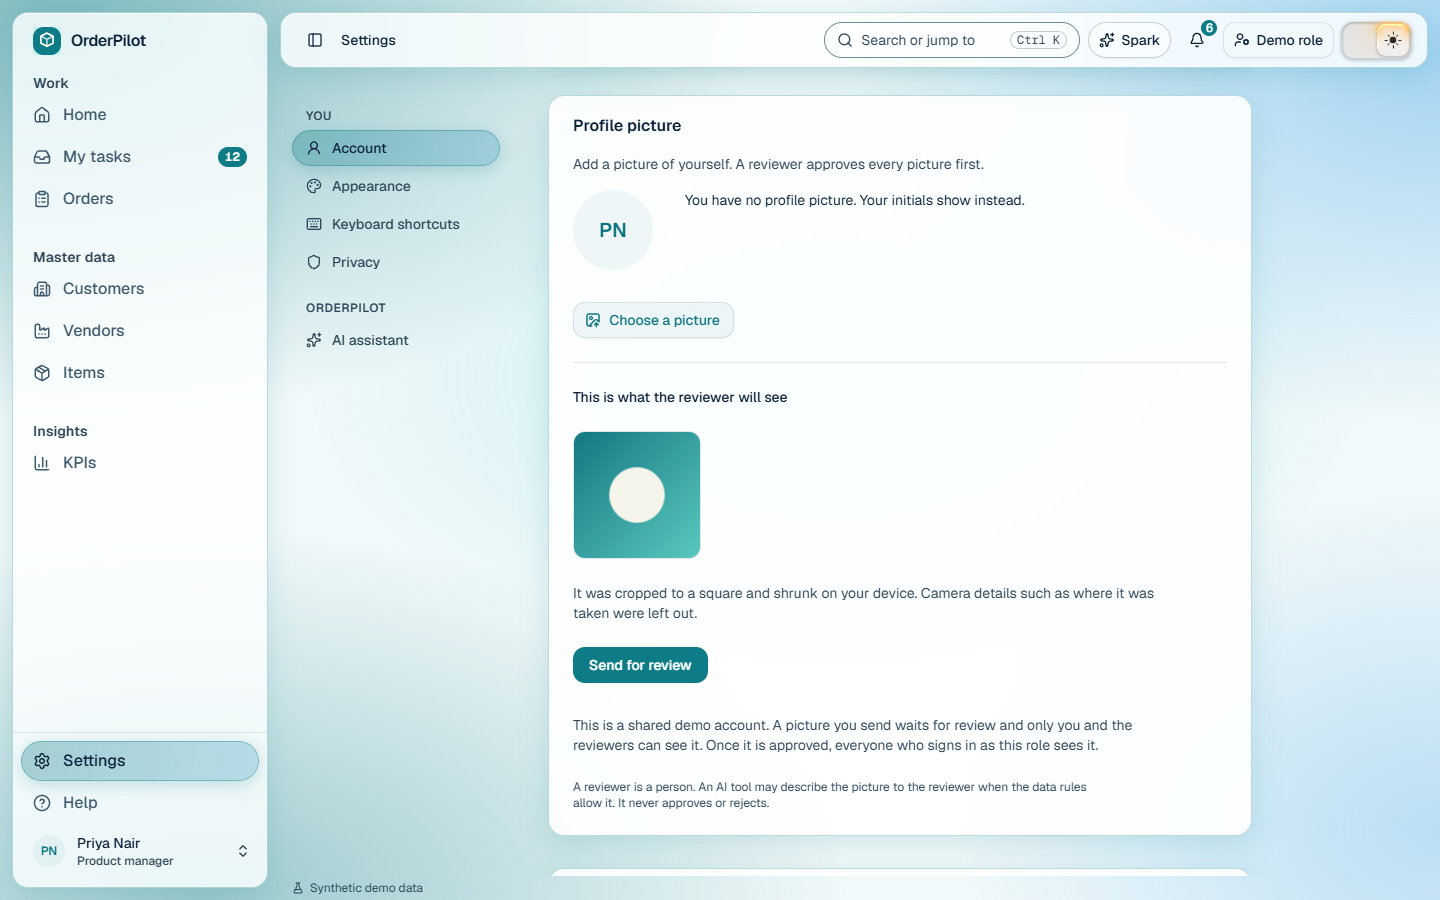 OrderPilot
Work
Home
My tasks
12
Orders
Master data
Customers
Vendors
Items
Insights
KPIs
Settings
Help
PN
Priya Nair
Product manager
Settings
Search or jump to
Ctrl K
Spark
6
Demo role
YOU
Account
Appearance
Keyboard shortcuts
Privacy
ORDERPILOT
AI assistant
Profile picture
Add a picture of yourself. A reviewer approves every picture first.
PN
You have no profile picture. Your initials show instead.
Choose a picture
This is what the reviewer will see
It was cropped to a square and shrunk on your device. Camera details such as where it was
taken were left out.
Send for review
This is a shared demo account. A picture you send waits for review and only you and the
reviewers can see it. Once it is approved, everyone who signs in as this role sees it.
A reviewer is a person. An AI tool may describe the picture to the reviewer when the data rules
allow it. It never approves or rejects.
Synthetic demo data